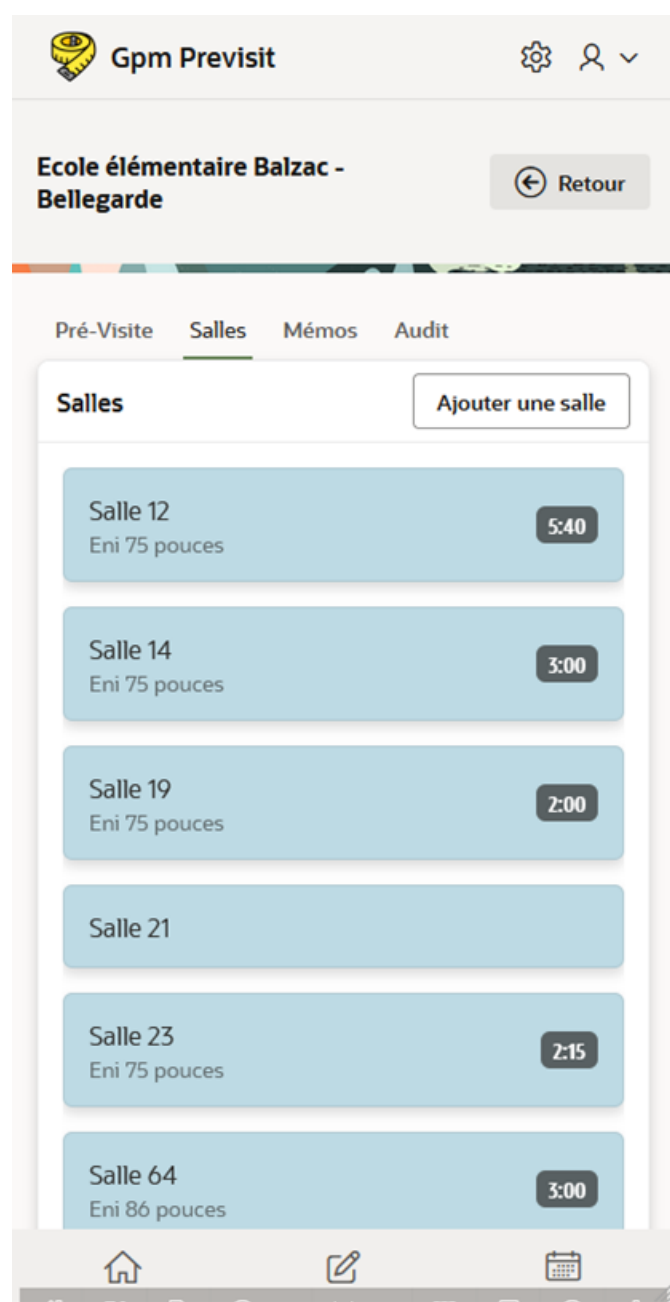 Gpm Previsit
Ecole élémentaire Balzac -
Bellegarde
Retour
Pré-Visite Salles Mémos Audit
Salles
Ajouter une salle
Salle 12
Eni 75 pouces
5:40
Salle 14
Eni 75 pouces
3:00
Salle 19
Eni 75 pouces
2:00
Salle 21
Salle 23
Eni 75 pouces
2:15
Salle 64
Eni 86 pouces
3:00